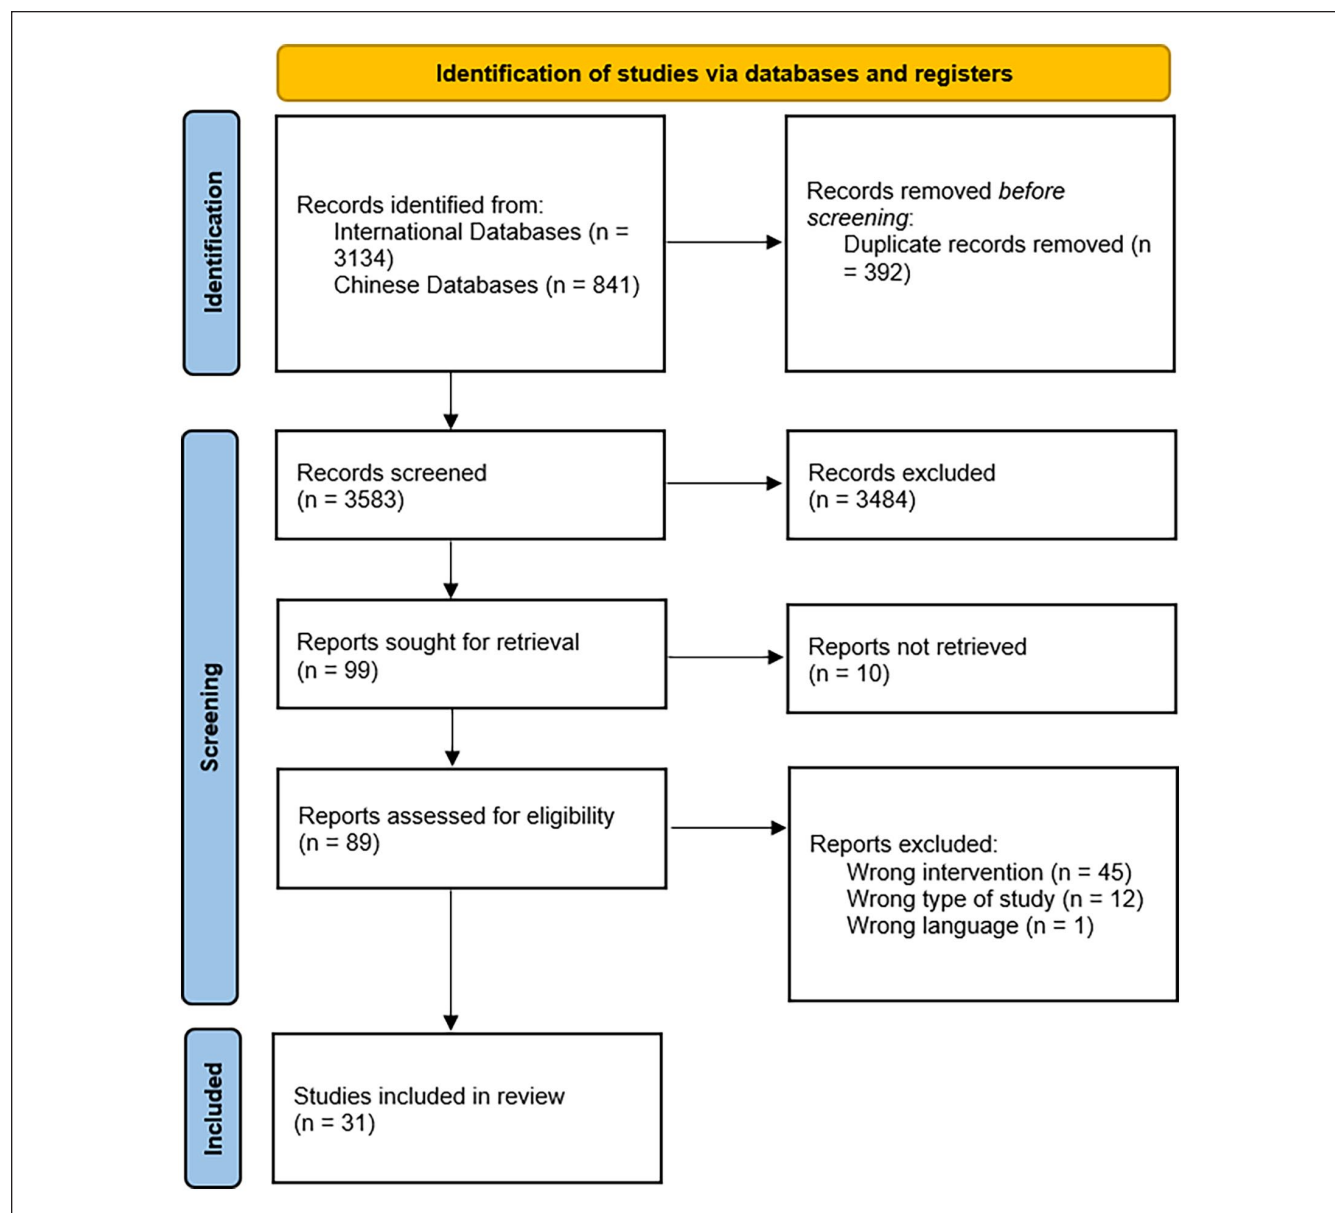 Identification of studies via databases and registers
Identification
Records identified from:
International Databases (n =
3134)
Chinese Databases (n = 841)
Records removed before
screening:
Duplicate records removed (n
= 392)
Screening
Records screened
(n = 3583)
Records excluded
(n = 3484)
Reports sought for retrieval
(n = 99)
Reports not retrieved
(n = 10)
Reports assessed for eligibility
(n = 89)
Reports excluded:
Wrong intervention (n = 45)
Wrong type of study (n = 12)
Wrong language (n = 1)
Included
Studies included in review
(n = 31)